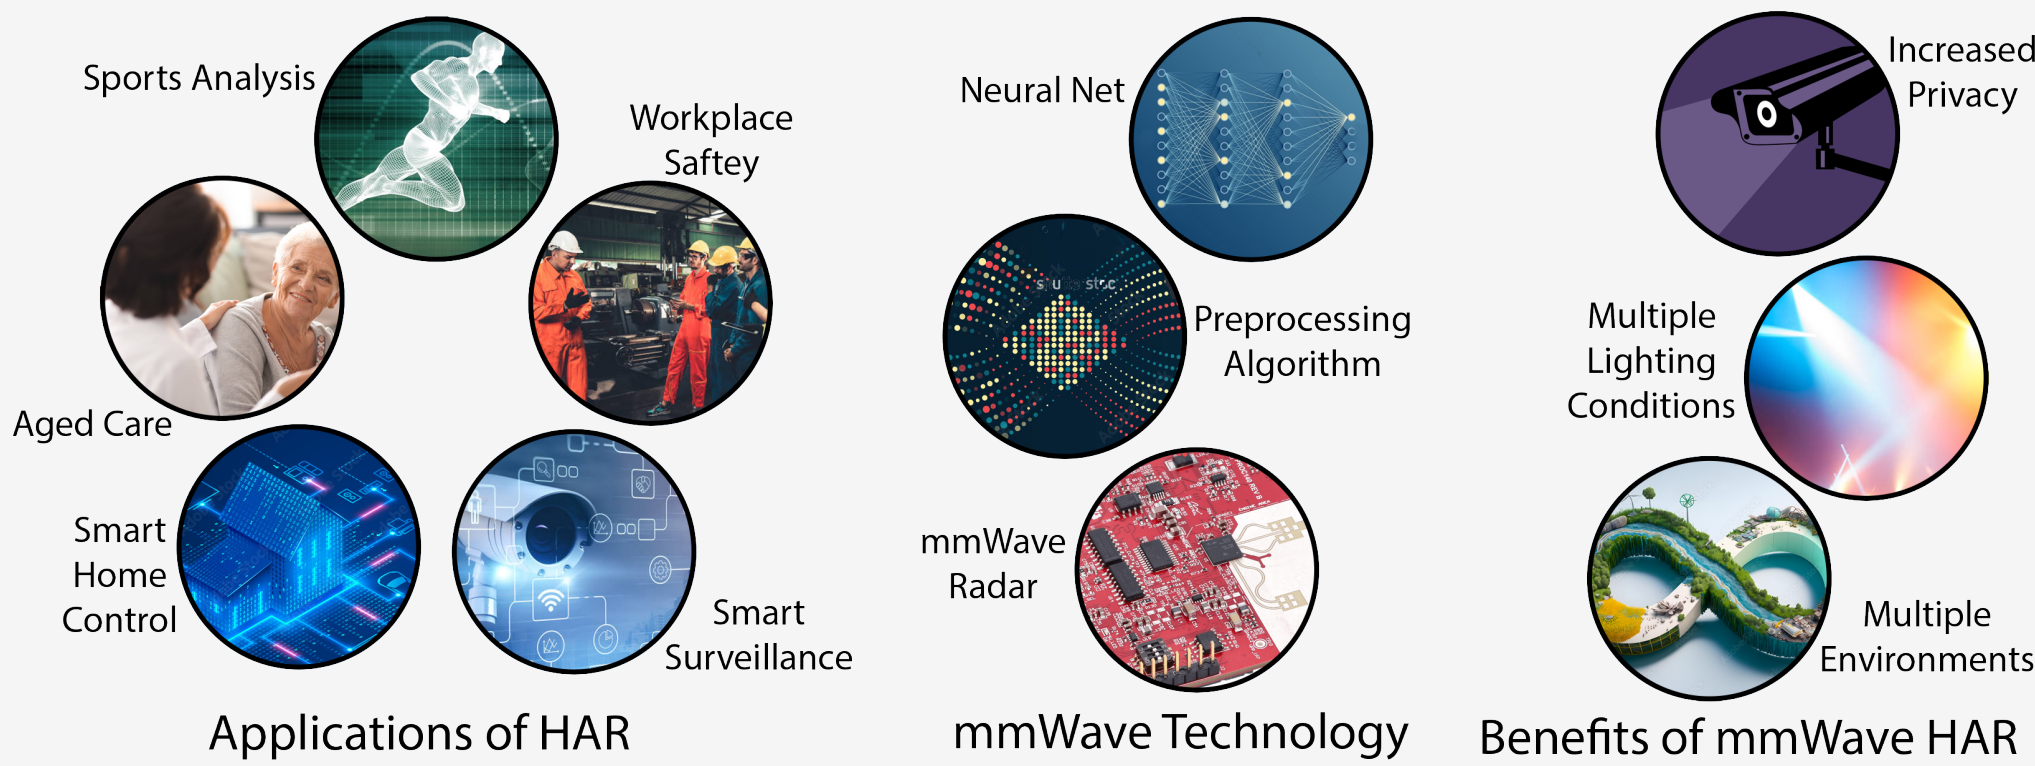 Sports Analysis
Workplace
Saftey
Aged Care
Smart
Home
Control
Smart
Surveillance
Applications of HAR
Neural Net
Preprocessing
Algorithm
mmWave
Radar
mmWave Technology
Increased
Privacy
Multiple
Lighting
Conditions
Multiple
Environments
Benefits of mmWave HAR